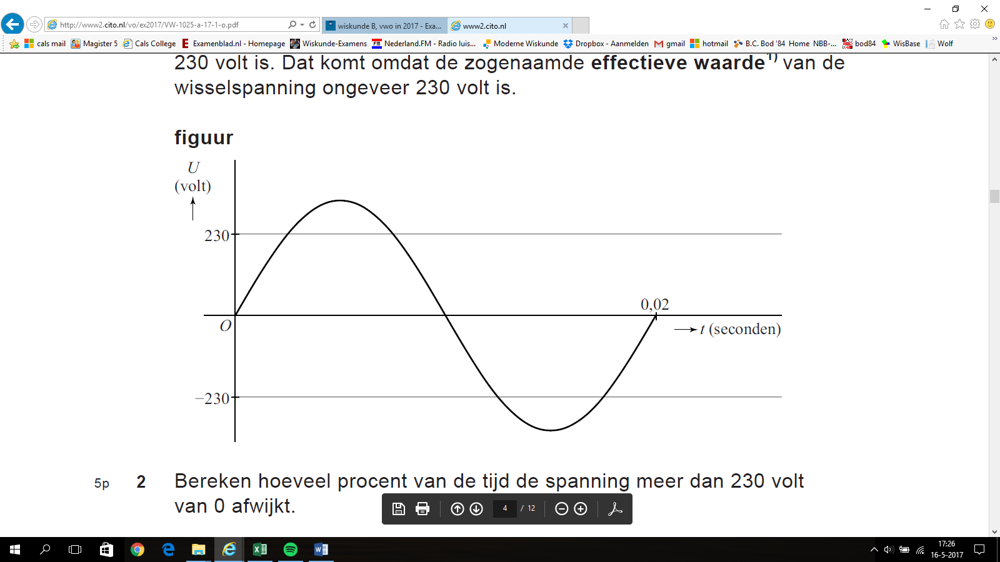 http://www2.cito.nl/vo/ex2017/VW-1025-a-17-1-o.pdf
wiskunde B, vwo in 2017 - Exa...
www2.cito.nl
cals mail
Magister 5
Cals College
Examenblad.nl - Homepage
Wiskunde-Examens
Nederland.FM - Radio luis...
Moderne Wiskunde
Dropbox - Aanmelden
gmail
hotmail
B.C. Bod '84 Home NBB-...
bod84
WisBase
Wolf
230 volt is. Dat komt omdat de zogenaamde effectieve waarde1) van de
wisselspanning ongeveer 230 volt is.
figuur
U
(volt)
230
0,02
O
t (seconden)
−230
5p 2 Bereken hoeveel procent van de tijd de spanning meer dan 230 volt
van 0 afwijkt.
4 / 12
17:26
16-5-2017